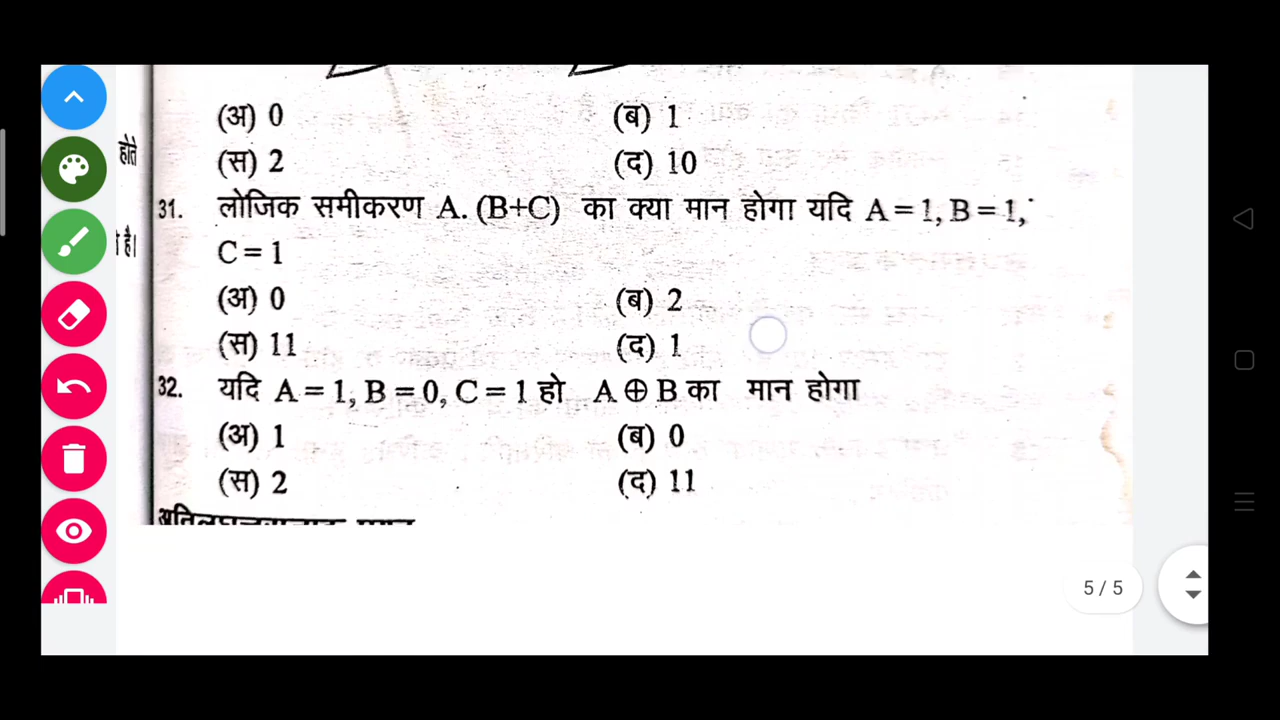 (अ) 0 (ब) 1
(स) 2 (द) 10
होते
31. लोजिक समीकरण A. (B+C) का क्या मान होगा यदि A = 1, B = 1,
है।
C = 1
(अ) 0 (ब) 2
(स) 11 (द) 1
32. यदि A = 1, B = 0, C = 1 हो A ⊕ B का मान होगा
(अ) 1 (ब) 0
(स) 2 (द) 11
5 / 5